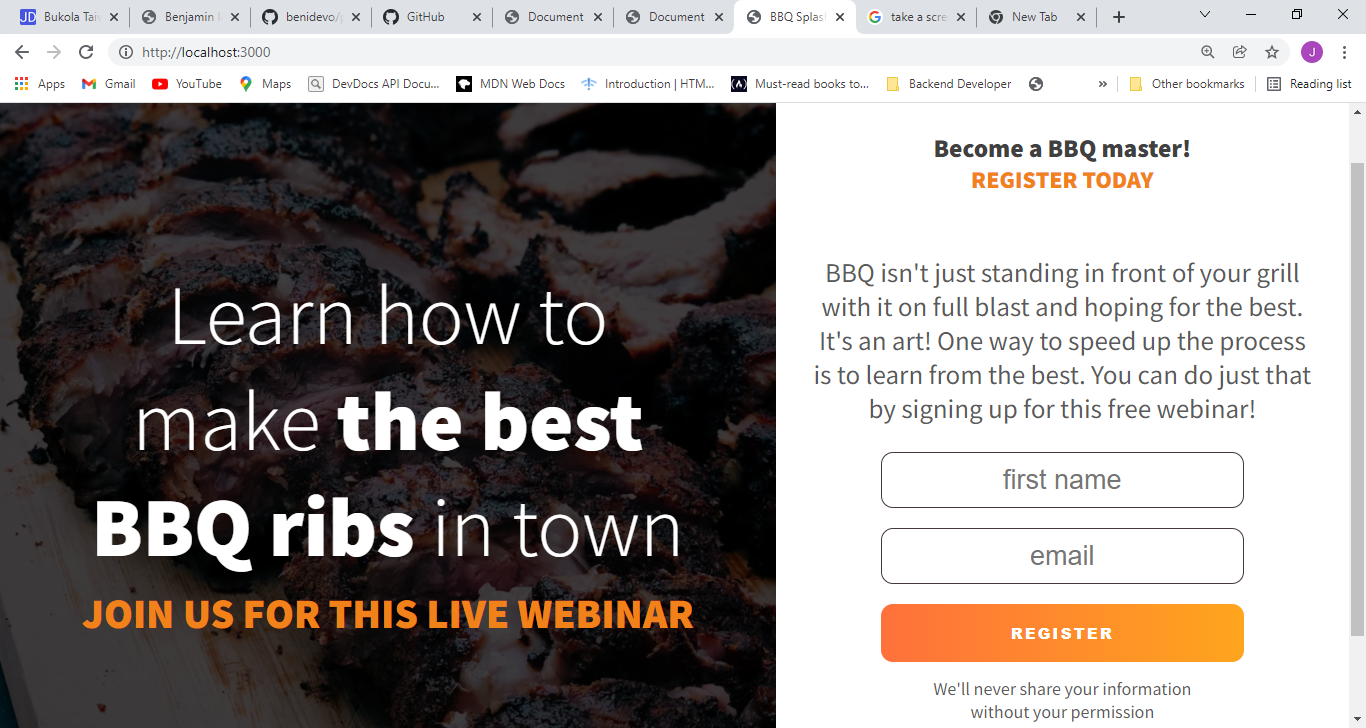 Bukola Tai
Benjamin
benidevo/
GitHub
Document
Document
BBQ Splas
take a scre
New Tab
http://localhost:3000
J
Apps
Gmail
YouTube
Maps
DevDocs API Docu...
MDN Web Docs
Introduction | HTM...
Must-read books to...
Backend Developer
»
Other bookmarks
Reading list
Learn how to
make the best
BBQ ribs in town
JOIN US FOR THIS LIVE WEBINAR
Become a BBQ master!
REGISTER TODAY
BBQ isn't just standing in front of your grill
with it on full blast and hoping for the best.
It's an art! One way to speed up the process
is to learn from the best. You can do just that
by signing up for this free webinar!
first name
email
REGISTER
We'll never share your information
without your permission